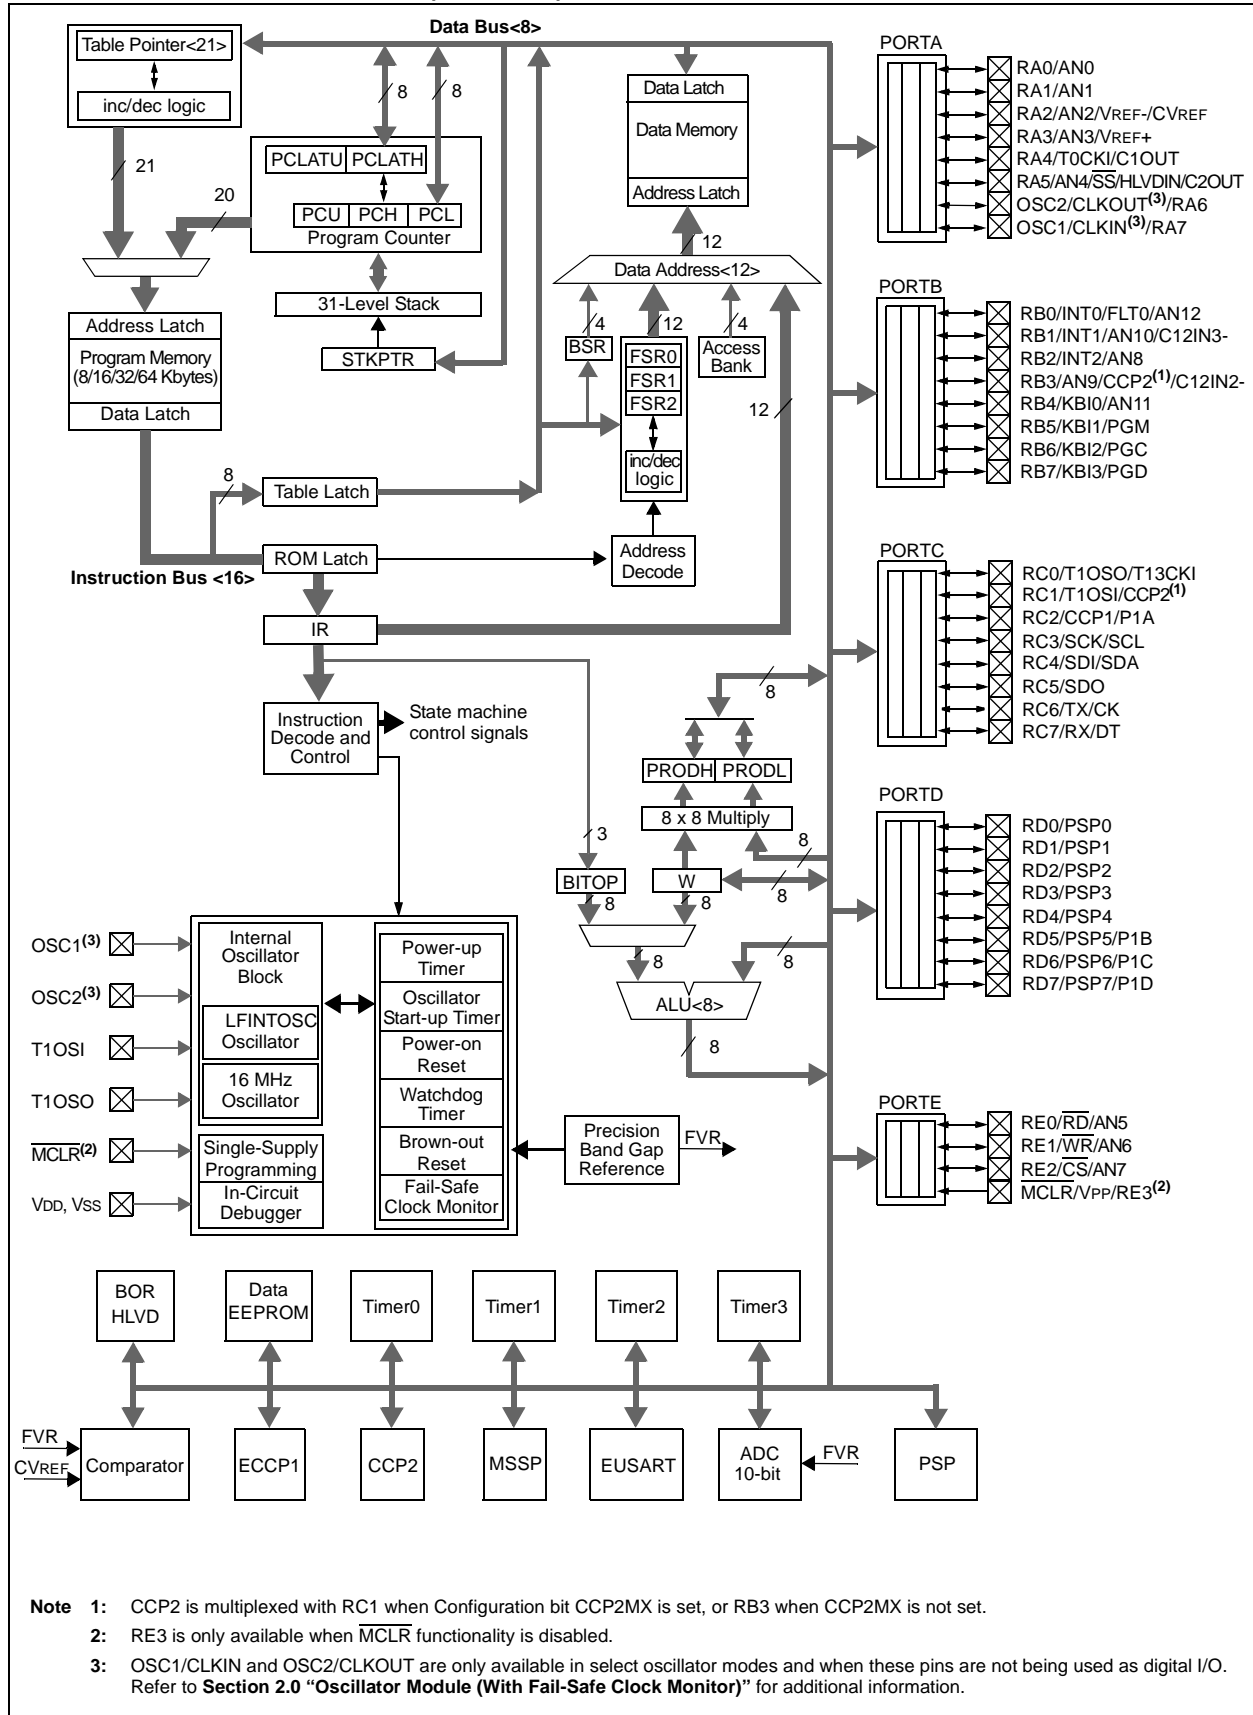 Data Bus<8>
Table Pointer<21>
inc/dec logic
21
20
8
8
PCLATU PCLATH
PCU PCH PCL
Program Counter
31-Level Stack
STKPTR
Address Latch
Program Memory
(8/16/32/64 Kbytes)
Data Latch
8
Table Latch
ROM Latch
Instruction Bus <16>
IR
Data Latch
Data Memory
Address Latch
12
Data Address<12>
4
12
4
BSR
FSR0
FSR1
FSR2
inc/dec
logic
Access
Bank
12
Address
Decode
Instruction
Decode and
Control
State machine
control signals
8
PRODH PRODL
8 x 8 Multiply
3
8
BITOP
W
8
8
8
8
8
ALU<8>
8
OSC1(3)
OSC2(3)
T1OSI
T1OSO
MCLR(2)
VDD, VSS
Internal
Oscillator
Block
LFINTOSC
Oscillator
16 MHz
Oscillator
Single-Supply
Programming
In-Circuit
Debugger
Power-up
Timer
Oscillator
Start-up Timer
Power-on
Reset
Watchdog
Timer
Brown-out
Reset
Fail-Safe
Clock Monitor
Precision
Band Gap
Reference
FVR
PORTA
RA0/AN0
RA1/AN1
RA2/AN2/VREF-/CVREF
RA3/AN3/VREF+
RA4/T0CKI/C1OUT
RA5/AN4/SS/HLVDIN/C2OUT
OSC2/CLKOUT(3)/RA6
OSC1/CLKIN(3)/RA7
PORTB
RB0/INT0/FLT0/AN12
RB1/INT1/AN10/C12IN3-
RB2/INT2/AN8
RB3/AN9/CCP2(1)/C12IN2-
RB4/KBI0/AN11
RB5/KBI1/PGM
RB6/KBI2/PGC
RB7/KBI3/PGD
PORTC
RC0/T1OSO/T13CKI
RC1/T1OSI/CCP2(1)
RC2/CCP1/P1A
RC3/SCK/SCL
RC4/SDI/SDA
RC5/SDO
RC6/TX/CK
RC7/RX/DT
PORTD
RD0/PSP0
RD1/PSP1
RD2/PSP2
RD3/PSP3
RD4/PSP4
RD5/PSP5/P1B
RD6/PSP6/P1C
RD7/PSP7/P1D
PORTE
RE0/RD/AN5
RE1/WR/AN6
RE2/CS/AN7
MCLR/VPP/RE3(2)
BOR
HLVD
Data
EEPROM
Timer0
Timer1
Timer2
Timer3
FVR
CVREF
Comparator
ECCP1
CCP2
MSSP
EUSART
ADC
10-bit
FVR
PSP
Note 1: CCP2 is multiplexed with RC1 when Configuration bit CCP2MX is set, or RB3 when CCP2MX is not set.
2: RE3 is only available when MCLR functionality is disabled.
3: OSC1/CLKIN and OSC2/CLKOUT are only available in select oscillator modes and when these pins are not being used as digital I/O.
Refer to Section 2.0 “Oscillator Module (With Fail-Safe Clock Monitor)” for additional information.